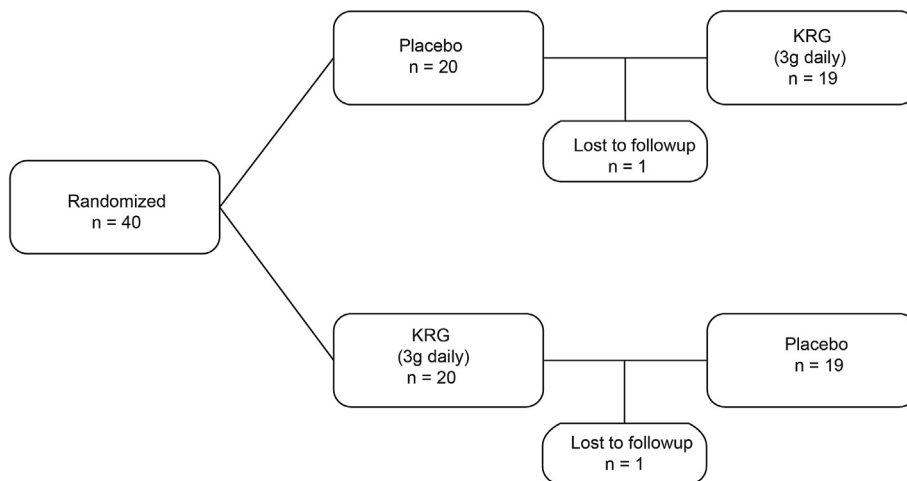 Randomized
n = 40
Placebo
n = 20
Lost to followup
n = 1
KRG
(3g daily)
n = 19
KRG
(3g daily)
n = 20
Lost to followup
n = 1
Placebo
n = 19